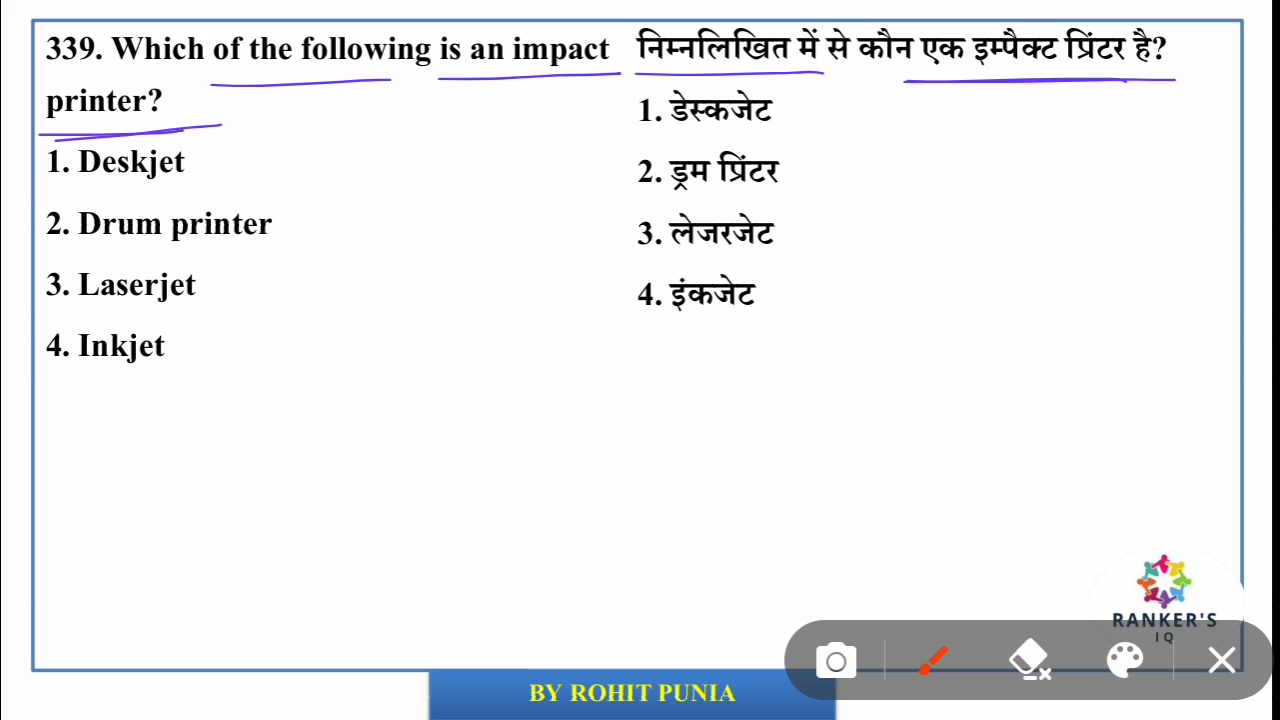 339. Which of the following is an impact
printer?
1. Deskjet
2. Drum printer
3. Laserjet
4. Inkjet
निम्नलिखित में से कौन एक इम्पैक्ट प्रिंटर है?
1. डेस्कजेट
2. ड्रम प्रिंटर
3. लेजरजेट
4. इंकजेट
RANKER'S
IQ
BY ROHIT PUNIA